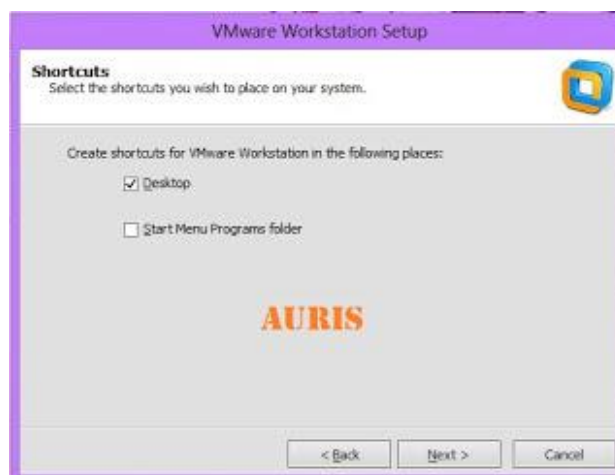 VMware Workstation Setup
Shortcuts
Select the shortcuts you wish to place on your system.
Create shortcuts for VMware Workstation in the following places:
Desktop
Start Menu Programs folder
AURIS
< Back Next > Cancel